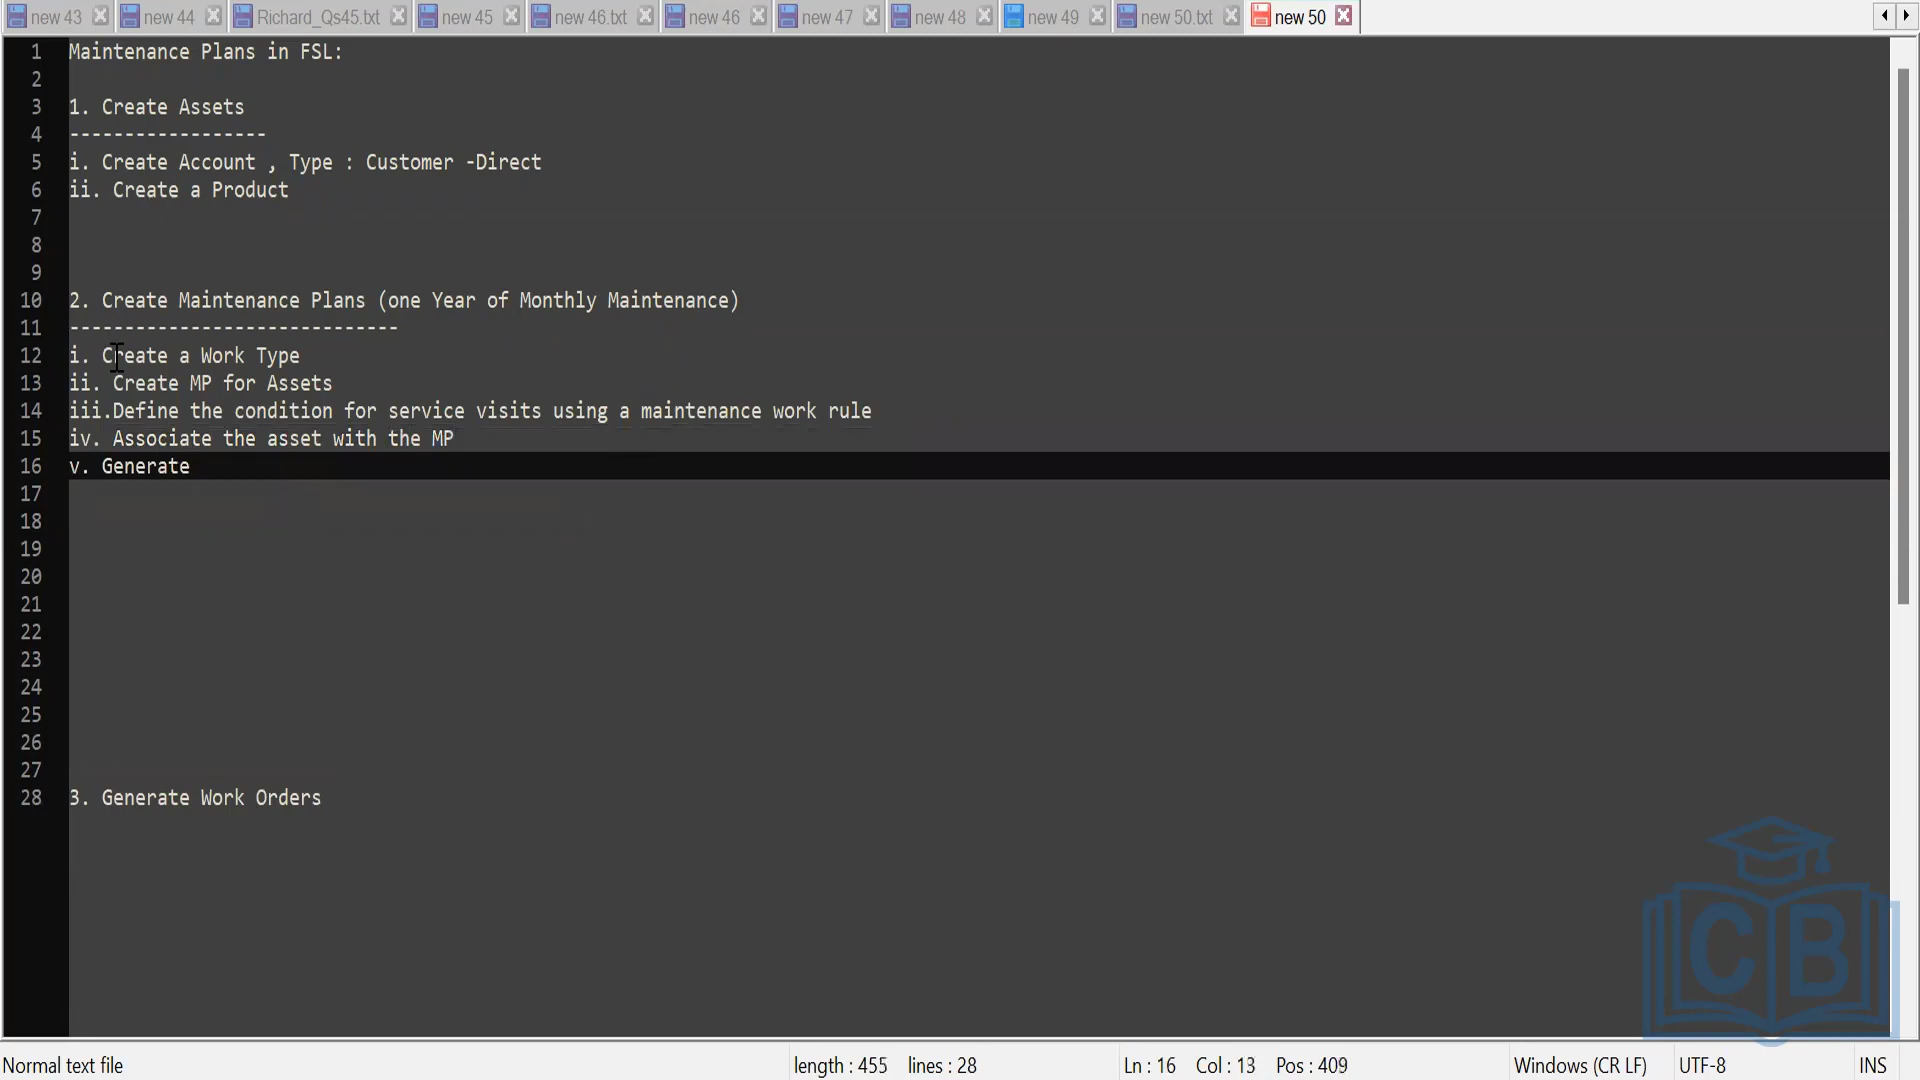 new 43 new 44 Richard_Qs45.txt new 45 new 46.txt new 46 new 47 new 48 new 49 new 50.txt new 50
1 Maintenance Plans in FSL:
2
3 1. Create Assets
4 ------------------
5 i. Create Account , Type : Customer -Direct
6 ii. Create a Product
7
8
9
10 2. Create Maintenance Plans (one Year of Monthly Maintenance)
11 ------------------------------
12 i. Create a Work Type
13 ii. Create MP for Assets
14 iii.Define the condition for service visits using a maintenance work rule
15 iv. Associate the asset with the MP
16 v. Generate
17
18
19
20
21
22
23
24
25
26
27
28 3. Generate Work Orders
CB
Normal text file length : 455 lines : 28 Ln : 16 Col : 13 Pos : 409 Windows (CR LF) UTF-8 INS